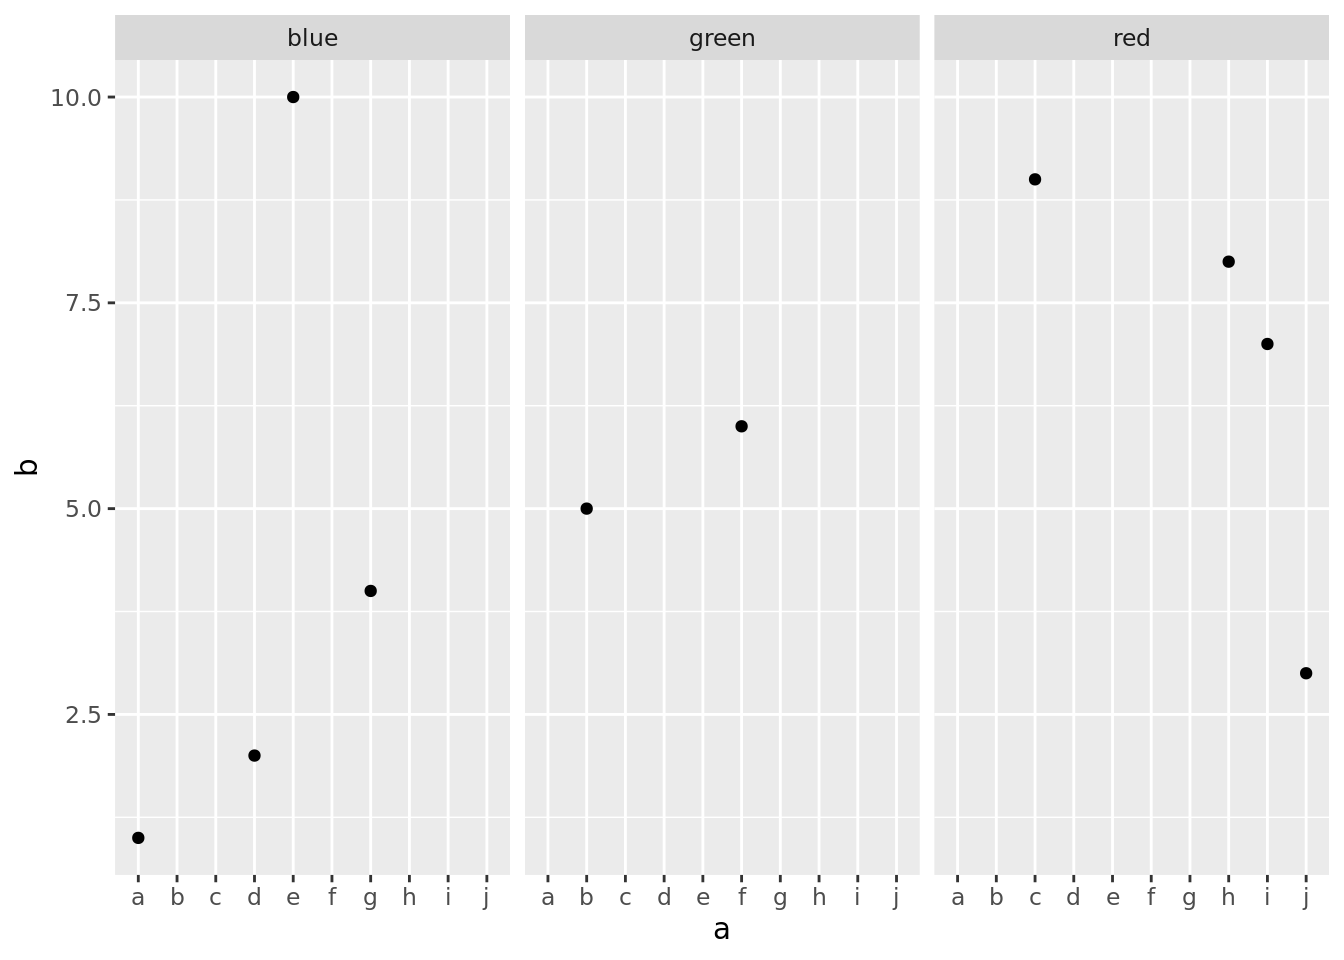 blue green red
10.0
7.5
5.0
2.5
b
a b c d e f g h i j a b c d e f g h i j a b c d e f g h i j
a